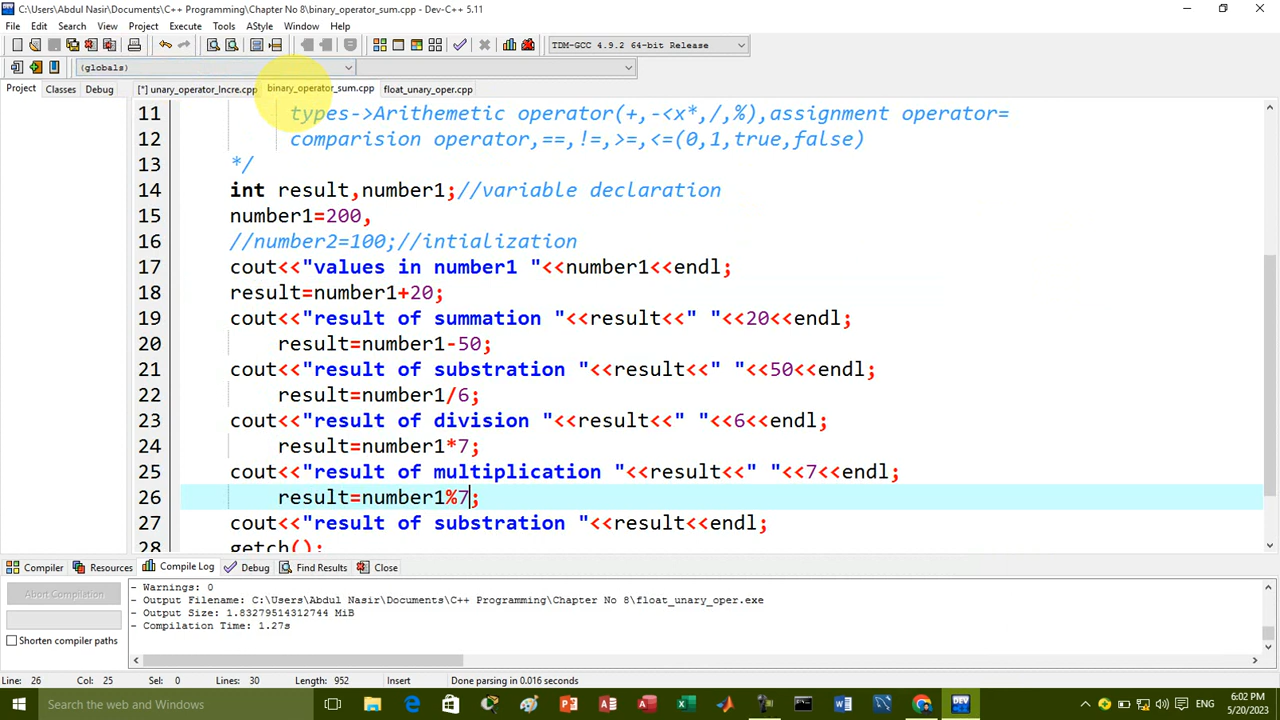 C:\Users\Abdul Nasir\Documents\C++ Programming\Chapter No 8\binary_operator_sum.cpp - Dev-C++ 5.11
File Edit Search View Project Execute Tools AStyle Window Help
TDM-GCC 4.9.2 64-bit Release
(globals)
Project Classes Debug [*] unary_operator_Incre.cpp binary_operator_sum.cpp float_unary_oper.cpp
11 types->Arithemetic operator(+,-<x*,/,%),assignment operator=
12 comparision operator,==,!=,>=,<=(0,1,true,false)
13 */
14 int result,number1;//variable declaration
15 number1=200,
16 //number2=100;//intialization
17 cout<<"values in number1 "<<number1<<endl;
18 result=number1+20;
19 cout<<"result of summation "<<result<<" "<<20<<endl;
20 result=number1-50;
21 cout<<"result of substration "<<result<<" "<<50<<endl;
22 result=number1/6;
23 cout<<"result of division "<<result<<" "<<6<<endl;
24 result=number1*7;
25 cout<<"result of multiplication "<<result<<" "<<7<<endl;
26 result=number1%7;
27 cout<<"result of substration "<<result<<endl;
28 getch();
Compiler Resources Compile Log Debug Find Results Close
Abort Compilation
Shorten compiler paths
- Warnings: 0
- Output Filename: C:\Users\Abdul Nasir\Documents\C++ Programming\Chapter No 8\float_unary_oper.exe
- Output Size: 1.83279514312744 MiB
- Compilation Time: 1.27s
Line: 26 Col: 25 Sel: 0 Lines: 30 Length: 952 Insert Done parsing in 0.016 seconds
Search the web and Windows
ENG
6:02 PM
5/20/2023